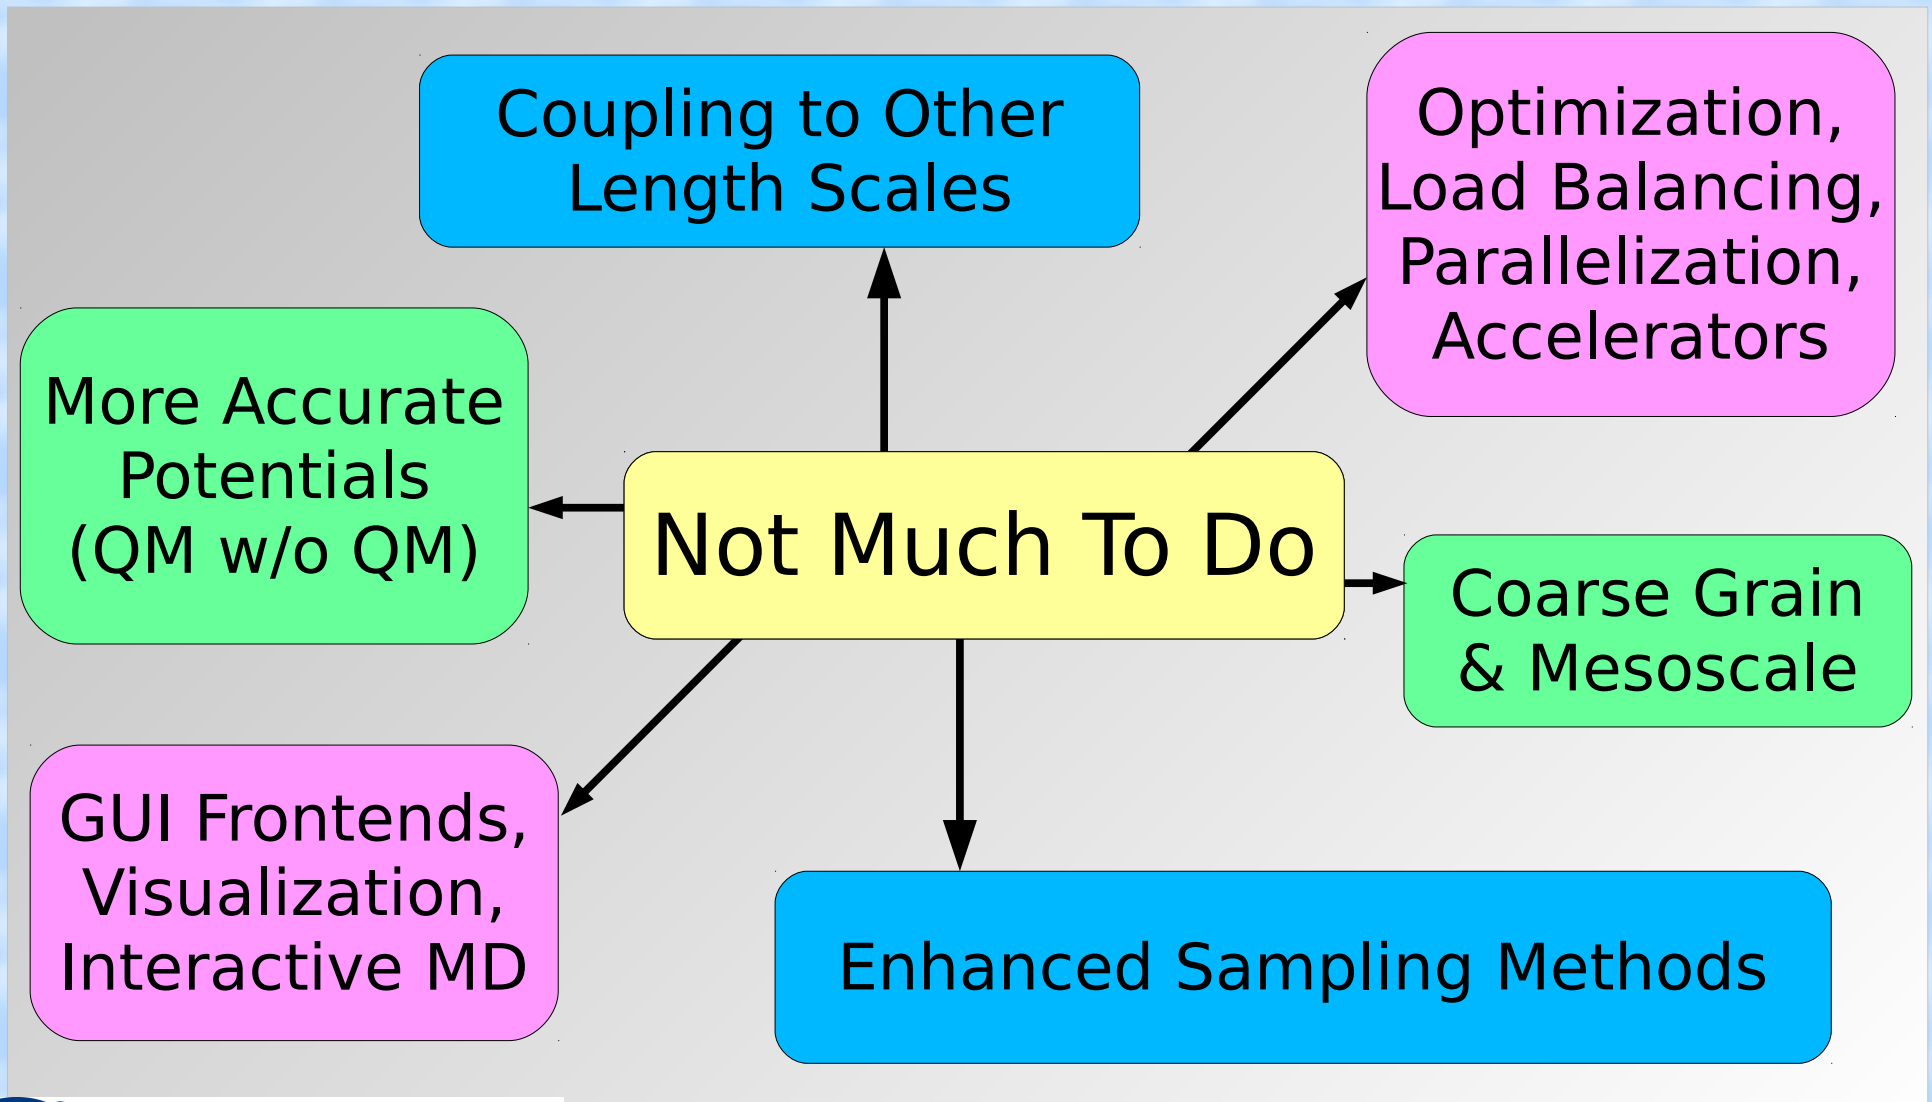 Coupling to Other
Length Scales
Optimization,
Load Balancing,
Parallelization,
Accelerators
More Accurate
Potentials
(QM w/o QM)
Not Much To Do
Coarse Grain
& Mesoscale
GUI Frontends,
Visualization,
Interactive MD
Enhanced Sampling Methods